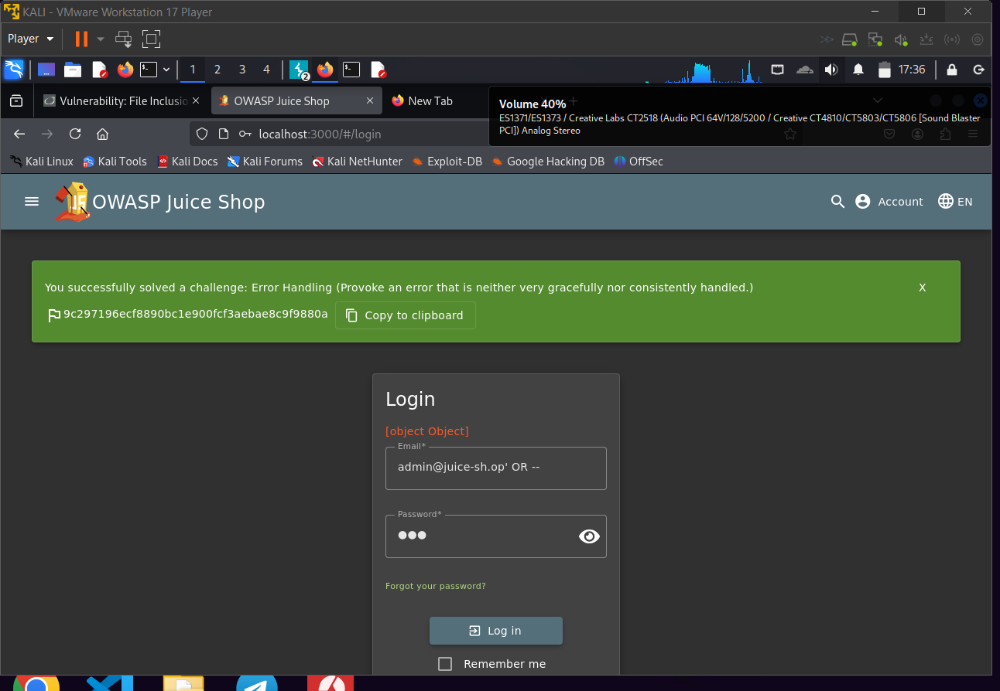 KALI - VMware Workstation 17 Player
Player
1 2 3 4 2 17:36
Vulnerability: File Inclusio OWASP Juice Shop New Tab
Volume 40%
ES1371/ES1373 / Creative Labs CT2518 (Audio PCI 64V/128/5200 / Creative CT4810/CT5803/CT5806 [Sound Blaster
PCI]) Analog Stereo
localhost:3000/#/login
Kali Linux Kali Tools Kali Docs Kali Forums Kali NetHunter Exploit-DB Google Hacking DB OffSec
OWASP Juice Shop Account EN
You successfully solved a challenge: Error Handling (Provoke an error that is neither very gracefully nor consistently handled.) X
9c297196ecf8890bc1e900fcf3aebae8c9f9880a Copy to clipboard
Login
[object Object]
Email*
admin@juice-sh.op' OR --
Password*
Forgot your password?
Log in
Remember me